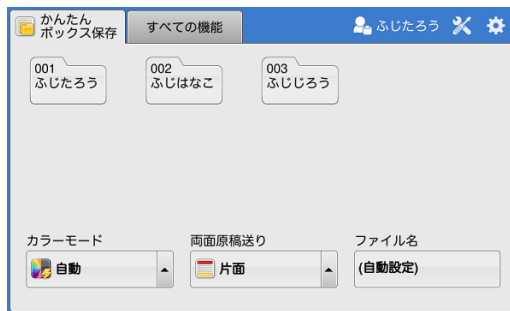 かんたん
ボックス保存
すべての機能
ふじたろう
001
ふじたろう
002
ふじはなこ
003
ふじじろう
カラーモード
両面原稿送り
ファイル名
自動
片面
(自動設定)